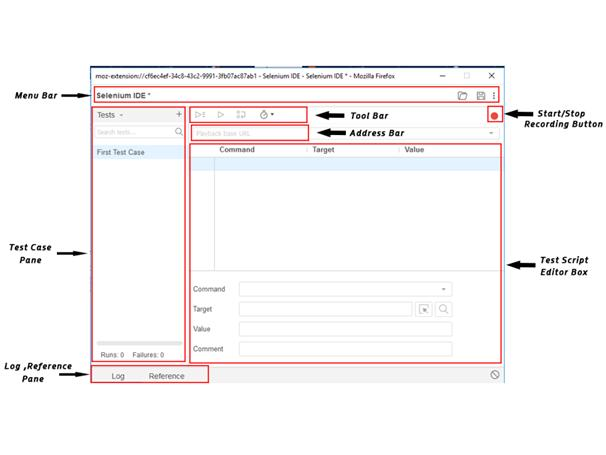 moz-extension://cf6ec4ef-34c8-43c2-9991-3fb07ac87ab1 - Selenium IDE - Selenium IDE * - Mozilla Firefox
Menu Bar
Selenium IDE *
Tests
Tool Bar
Start/Stop
Recording Button
Search tests...
Playback base URL
Address Bar
First Test Case
Command Target Value
Test Case
Pane
Test Script
Editor Box
Command
Target
Value
Comment
Runs: 0 Failures: 0
Log ,Reference
Pane
Log Reference